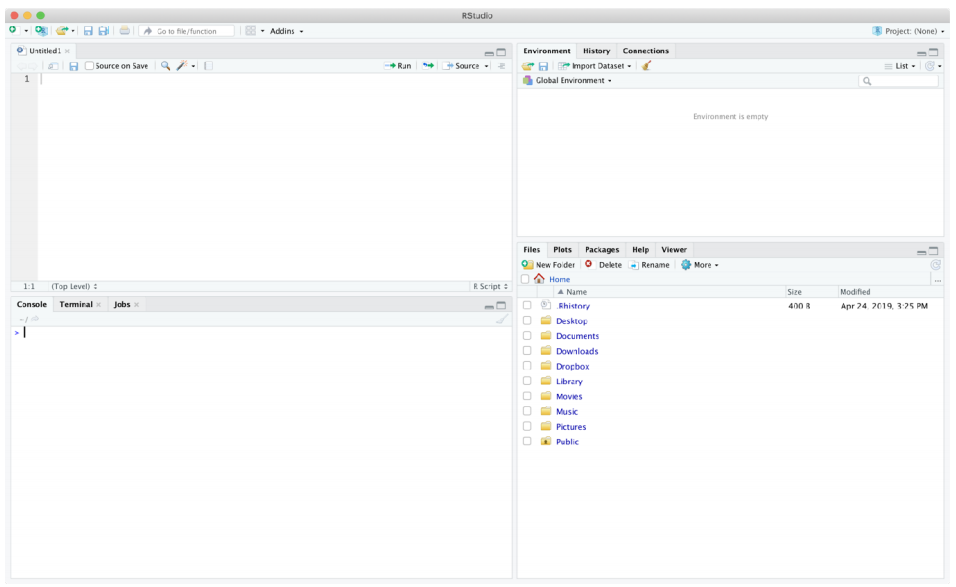 RStudio
Go to file/function
Addins
Project: (None)
Untitled1
Source on Save
Run
Source
1
1:1 (Top Level)
R Script
Console Terminal Jobs
~/
>
Environment History Connections
Import Dataset
List
Global Environment
Environment is empty
Files Plots Packages Help Viewer
New Folder Delete Rename More
Home
Name Size Modified
.Rhistory 400 B Apr 24, 2019, 3:25 PM
Desktop
Documents
Downloads
Dropbox
Library
Movies
Music
Pictures
Public